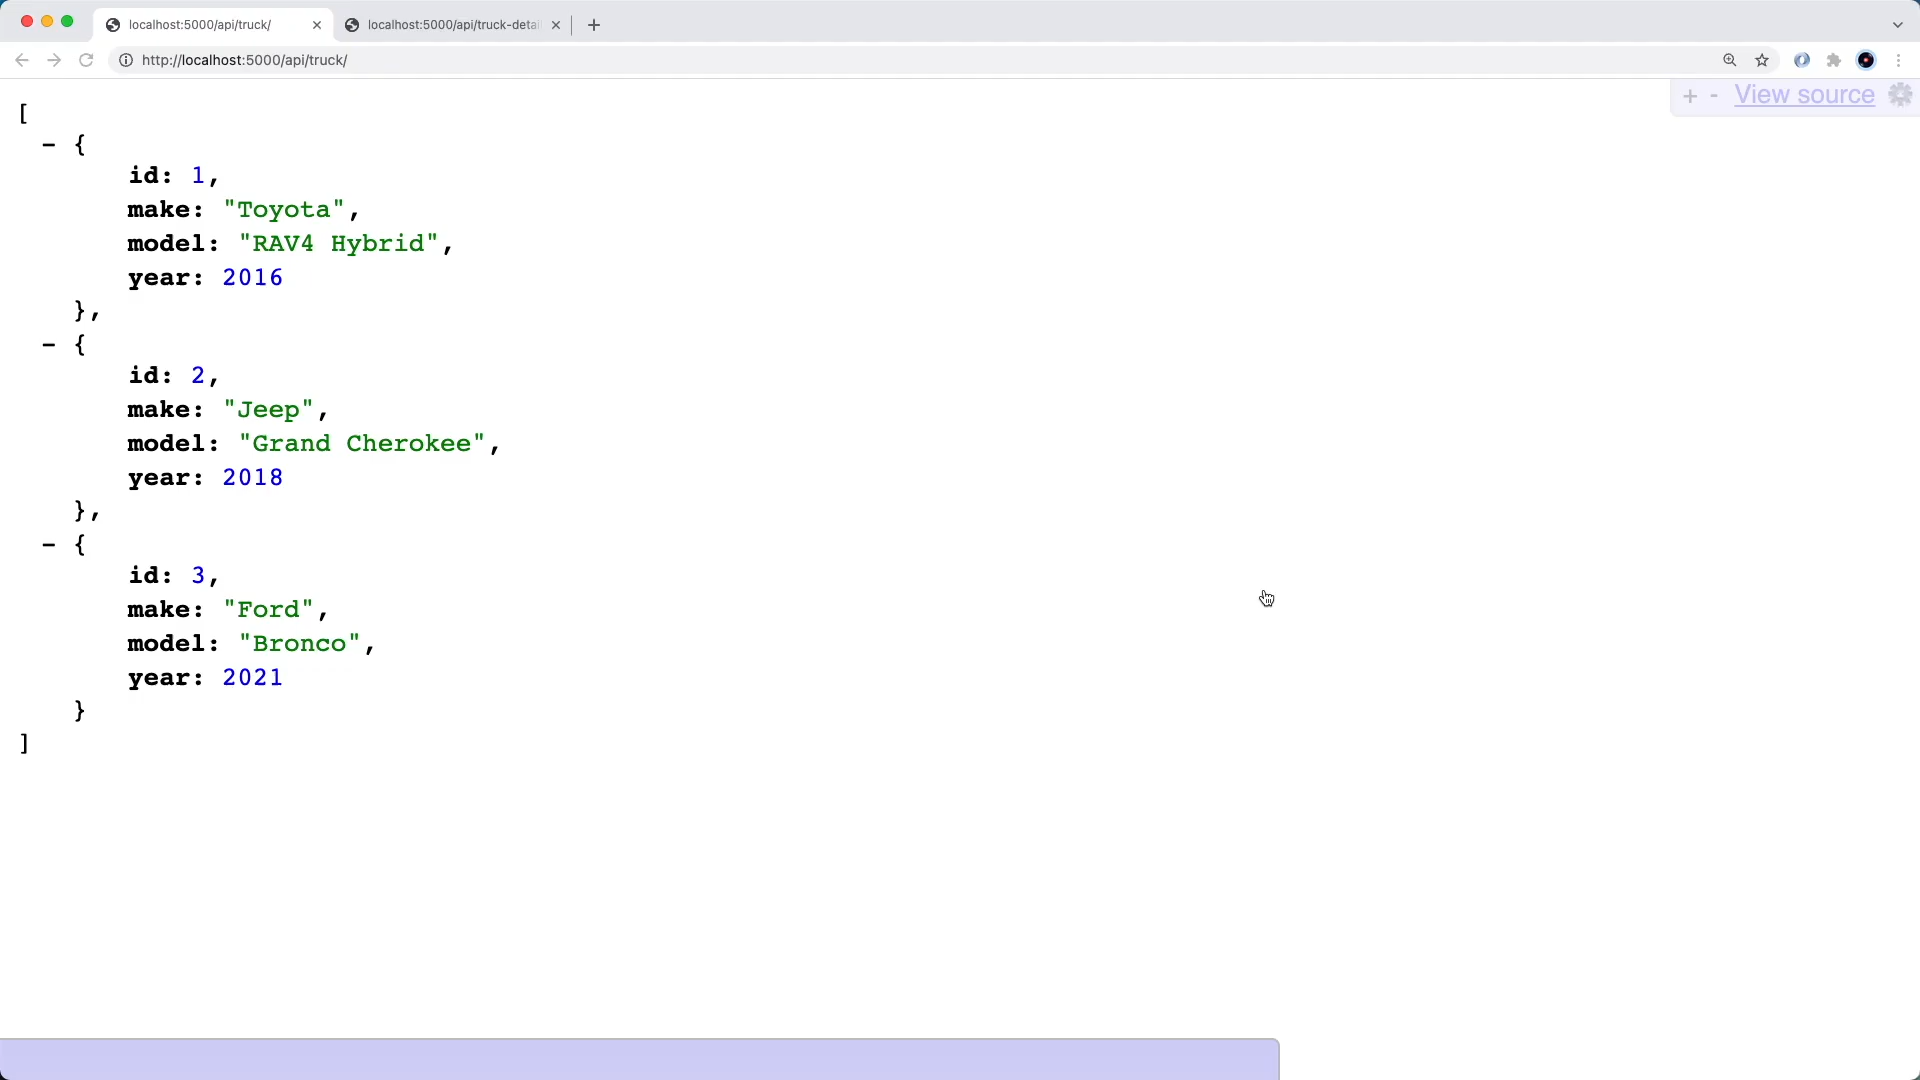 localhost:5000/api/truck/
localhost:5000/api/truck-detai
http://localhost:5000/api/truck/
+ - View source
[
- {
id: 1,
make: "Toyota",
model: "RAV4 Hybrid",
year: 2016
},
- {
id: 2,
make: "Jeep",
model: "Grand Cherokee",
year: 2018
},
- {
id: 3,
make: "Ford",
model: "Bronco",
year: 2021
}
]